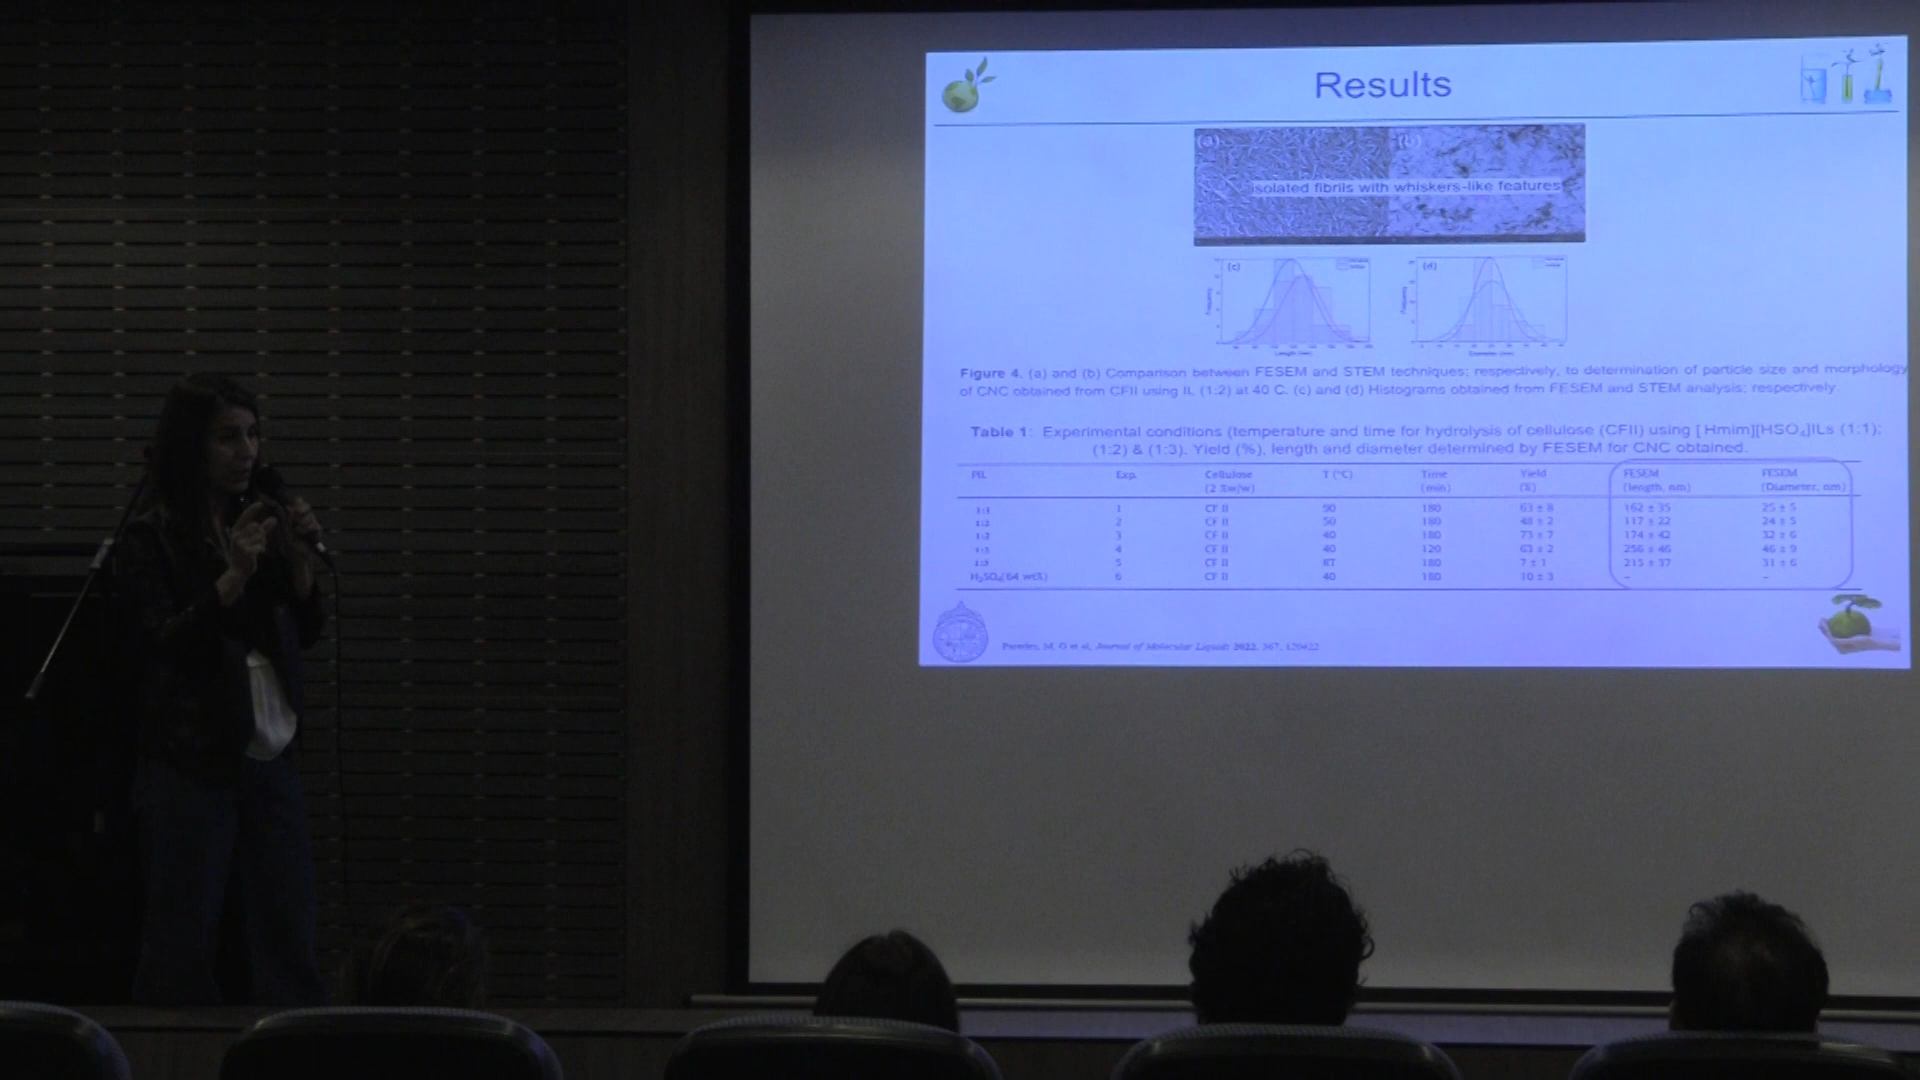 Results
(a)
(b)
isolated fibrils with whiskers-like features
(c)
(d)
Frequency
Length (nm)
Frequency
Diameter (nm)
Figure 4. (a) and (b) Comparison between FESEM and STEM techniques; respectively, to determination of particle size and morphology
of CNC obtained from CFII using IL (1:2) at 40 C. (c) and (d) Histograms obtained from FESEM and STEM analysis; respectively
Table 1: Experimental conditions (temperature and time for hydrolysis of cellulose (CFII) using [Hmim][HSO4]ILs (1:1);
(1:2) & (1:3). Yield (%), length and diameter determined by FESEM for CNC obtained.
Exp. Cellulose T (°C) Time Yield FESEM FESEM
(2 %w/w) (min) (%) (length, nm) (Diameter, nm)
1:1 1 CF II 90 180 63 ± 8 162 ± 35 25 ± 5
1:2 2 CF II 50 180 48 ± 2 117 ± 22 24 ± 5
1:2 3 CF II 40 180 73 ± 7 174 ± 42 32 ± 6
4 CF II 40 120 63 ± 2 256 ± 46 46 ± 9
5 CF II RT 180 7 ± 1 215 ± 37 31 ± 6
H2SO4(64 wt%) 6 CF II 40 180 10 ± 3 – –
M. G et al, Journal of Molecular Liquids 2022, 367,